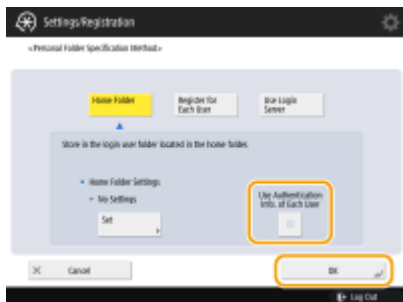 Settings/Registration
<Personal Folder Specification Method>
Home Folder
Register for
Each User
Use Login
Server
Store in the login user folder located in the home folder.
Home Folder Settings
No Settings
Set
Use Authentication
Info. of Each User
Cancel
OK
Log Out